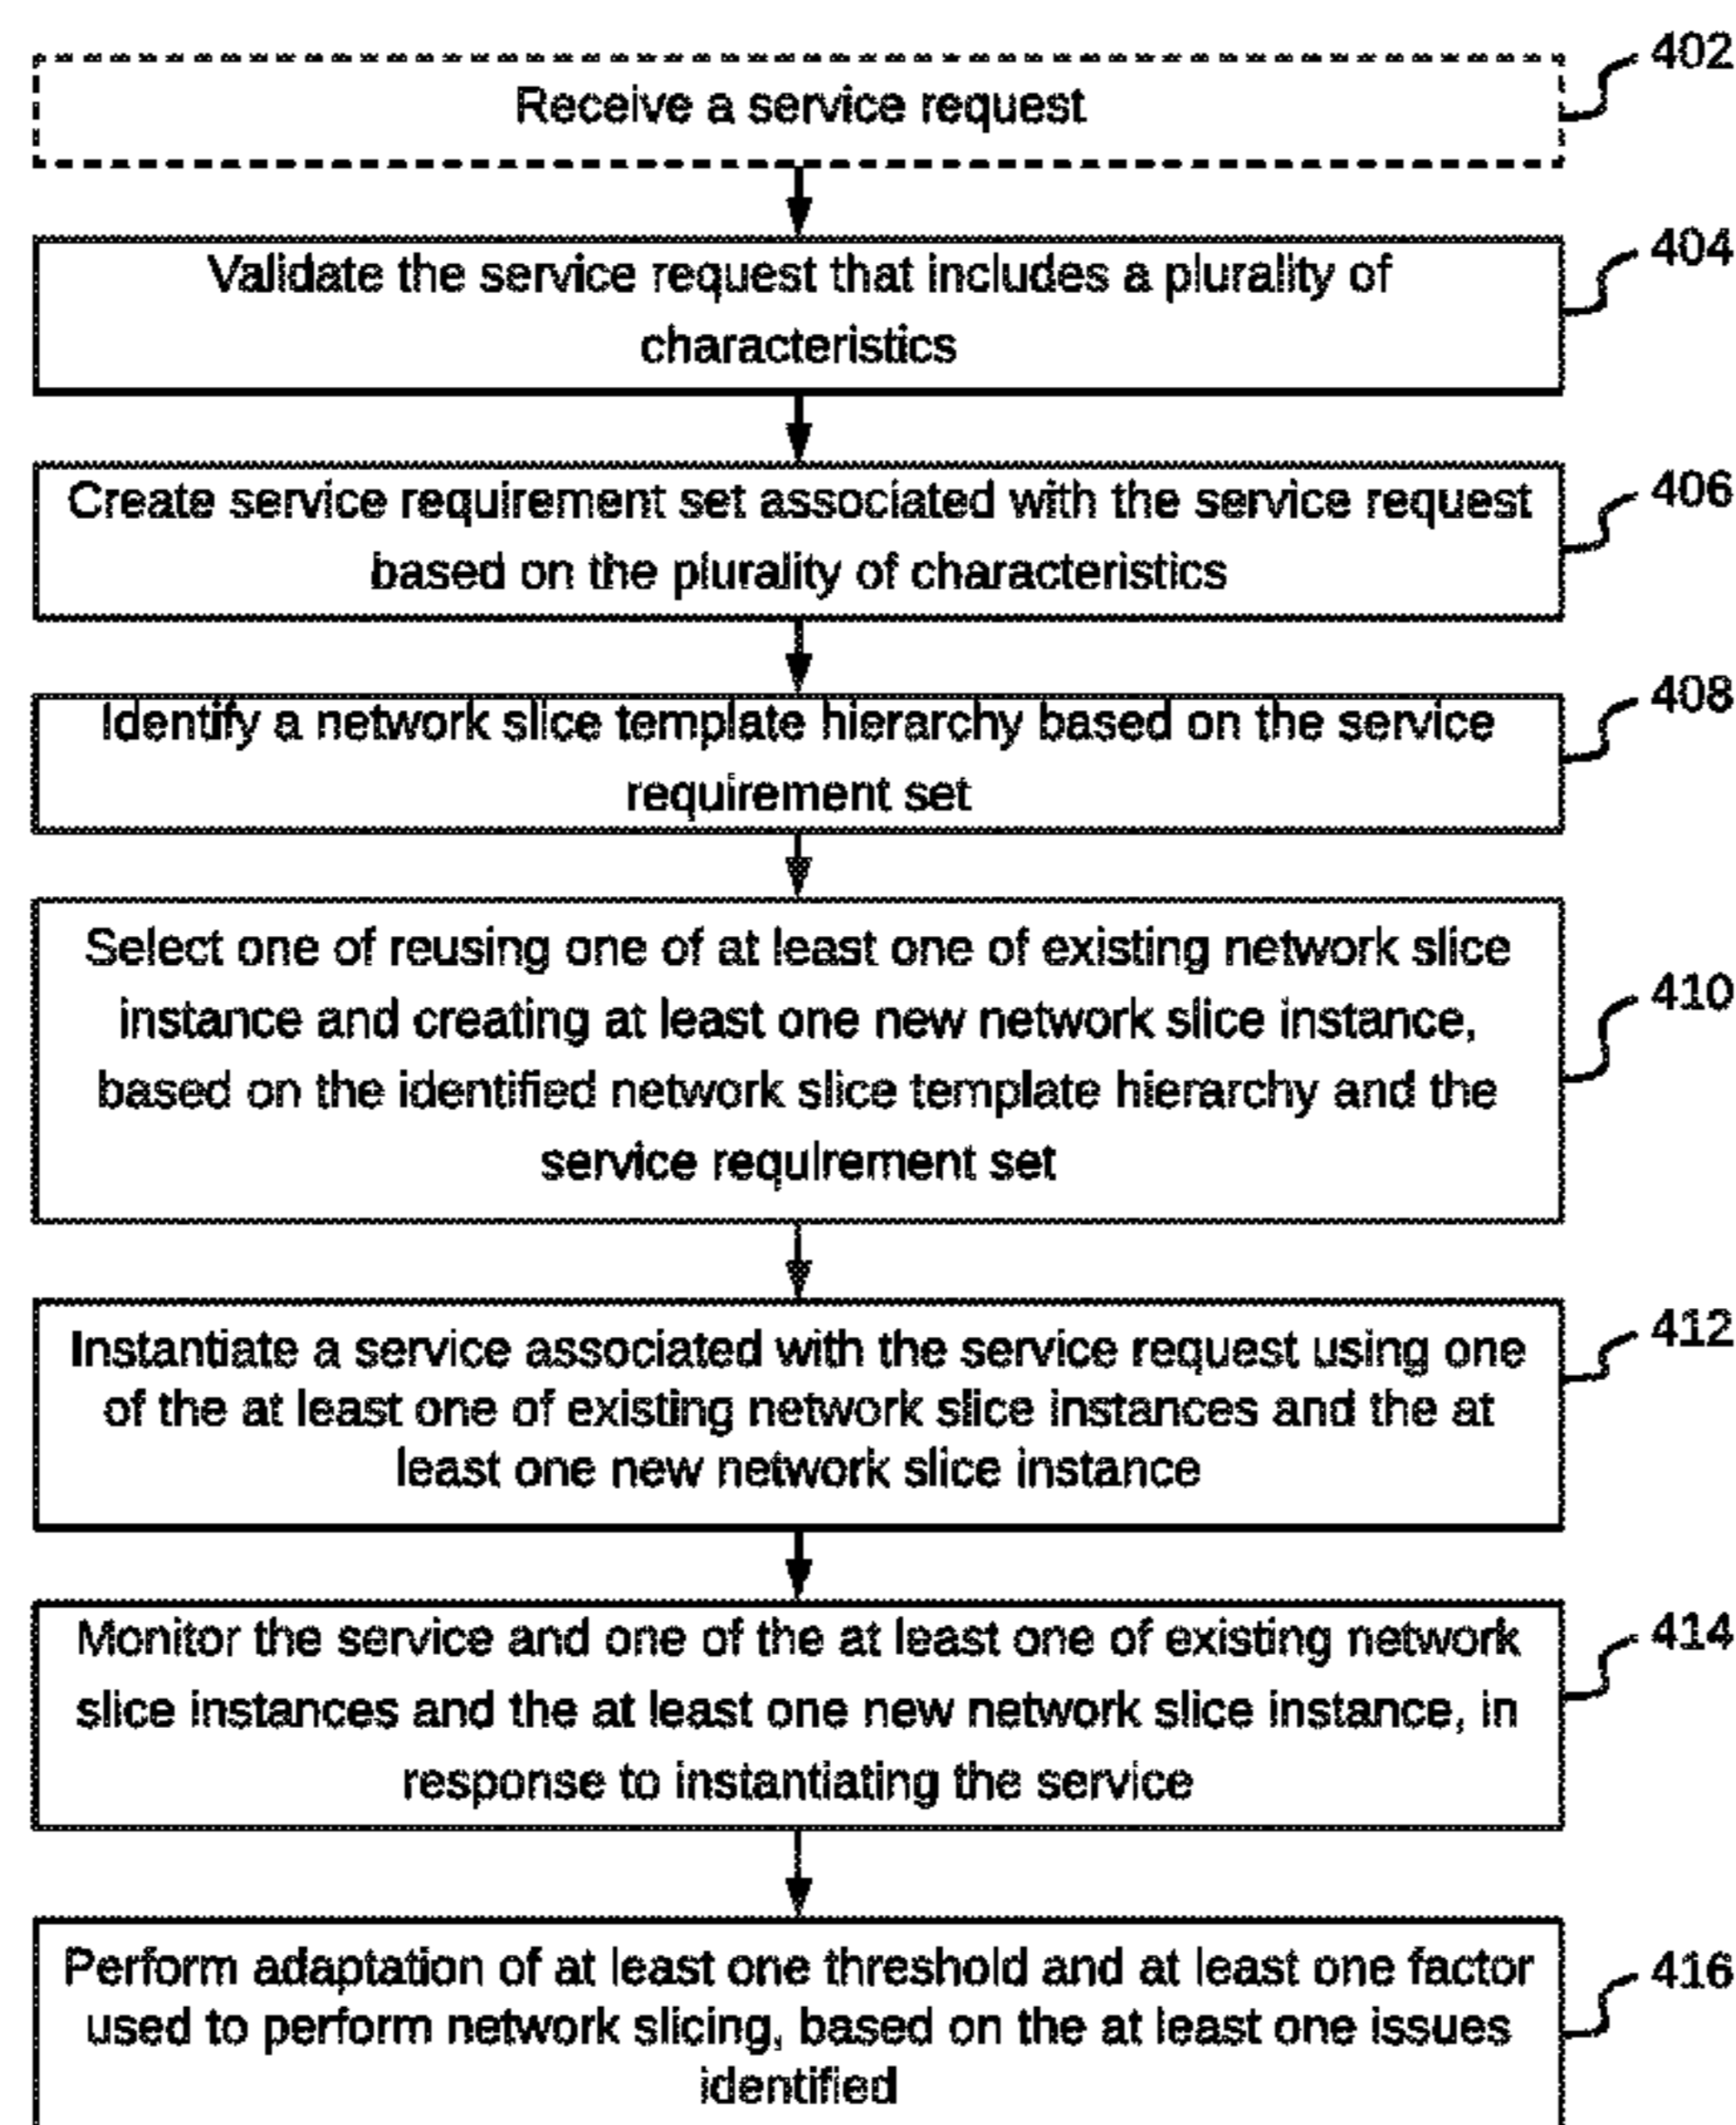 402
Receive a service request
404
Validate the service request that includes a plurality of
characteristics
406
Create service requirement set associated with the service request
based on the plurality of characteristics
408
Identify a network slice template hierarchy based on the service
requirement set
410
Select one of reusing one of at least one of existing network slice
instance and creating at least one new network slice instance,
based on the identified network slice template hierarchy and the
service requirement set
412
Instantiate a service associated with the service request using one
of the at least one of existing network slice instances and the at
least one new network slice instance
414
Monitor the service and one of the at least one of existing network
slice instances and the at least one new network slice instance, in
response to instantiating the service
416
Perform adaptation of at least one threshold and at least one factor
used to perform network slicing, based on the at least one issues
identified